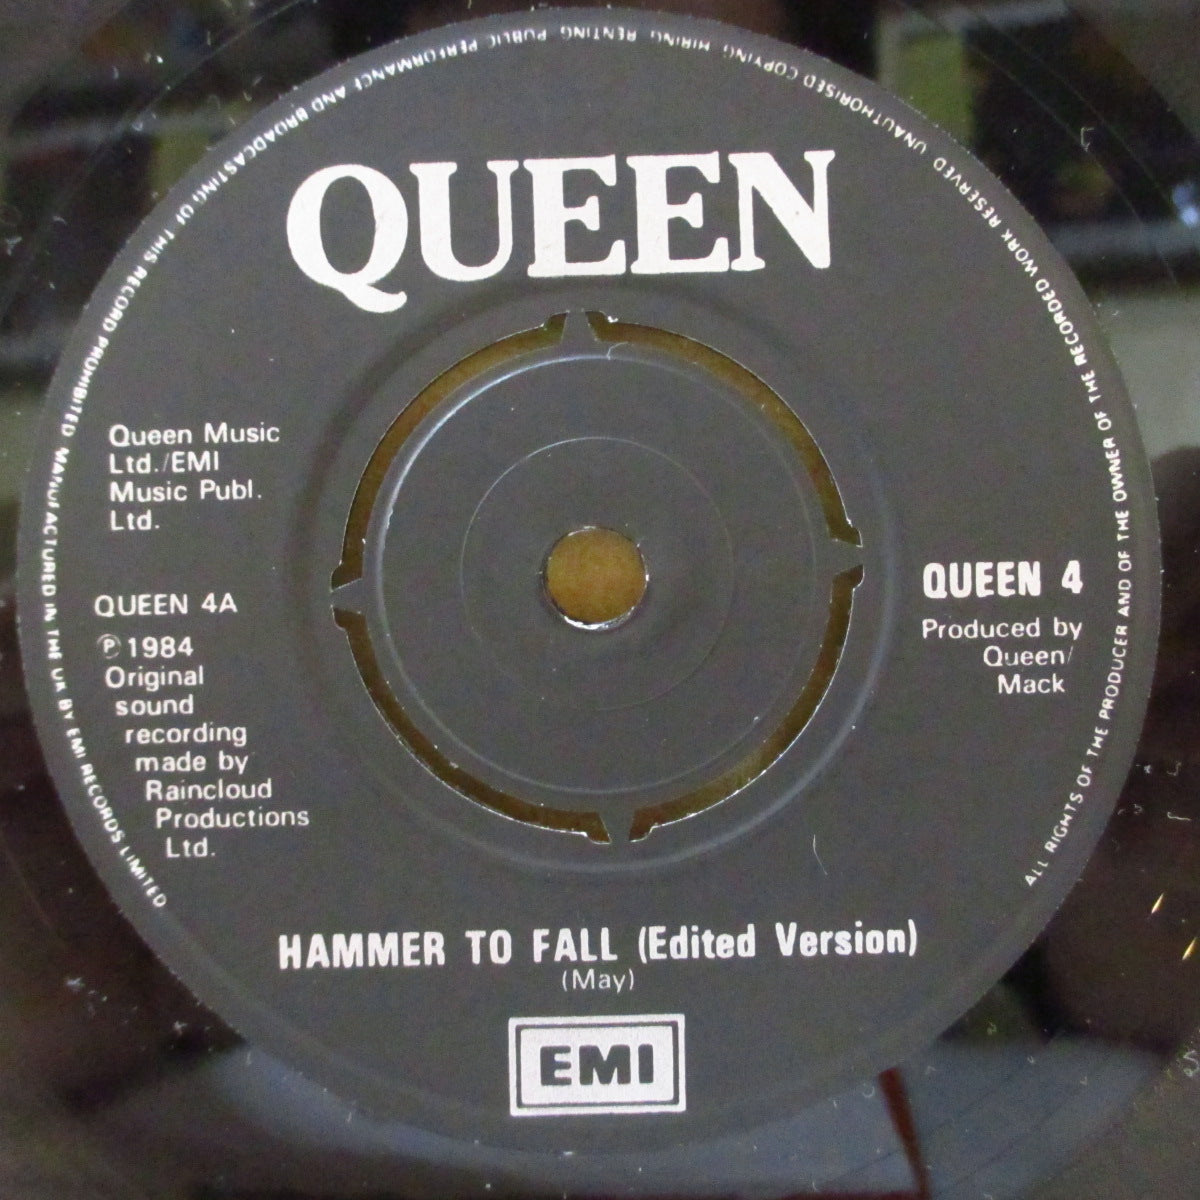 ALL RIGHTS OF THE PRODUCER AND OF THE OWNER OF THE RECORDED WORK RESERVED UNAUTHORISED COPYING HIRING RENTING PUBLIC PERFORMANCE AND BROADCASTING OF THIS RECORD PROHIBITED MANUFACTURED IN THE UK BY EMI RECORDS LIMITED
QUEEN
Queen Music
Ltd./EMI
Music Publ.
Ltd.
QUEEN 4A
Ⓟ 1984
Original
sound
recording
made by
Raincloud
Productions
Ltd.
QUEEN 4
Produced by
Queen/
Mack
HAMMER TO FALL (Edited Version)
(May)
EMI